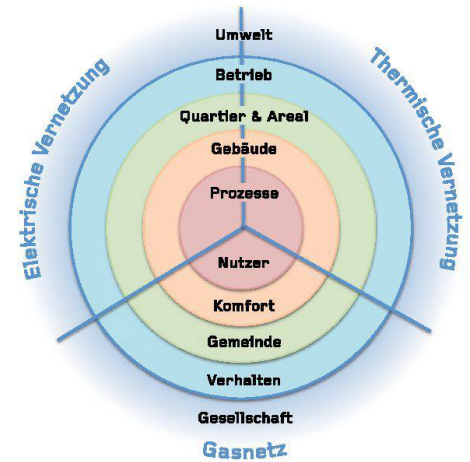 Umwelt
Betrieb
Quartier & Areal
Gebäude
Prozesse
Nutzer
Komfort
Gemeinde
Verhalten
Gesellschaft
Elektrische Vernetzung
Thermische Vernetzung
Gasnetz